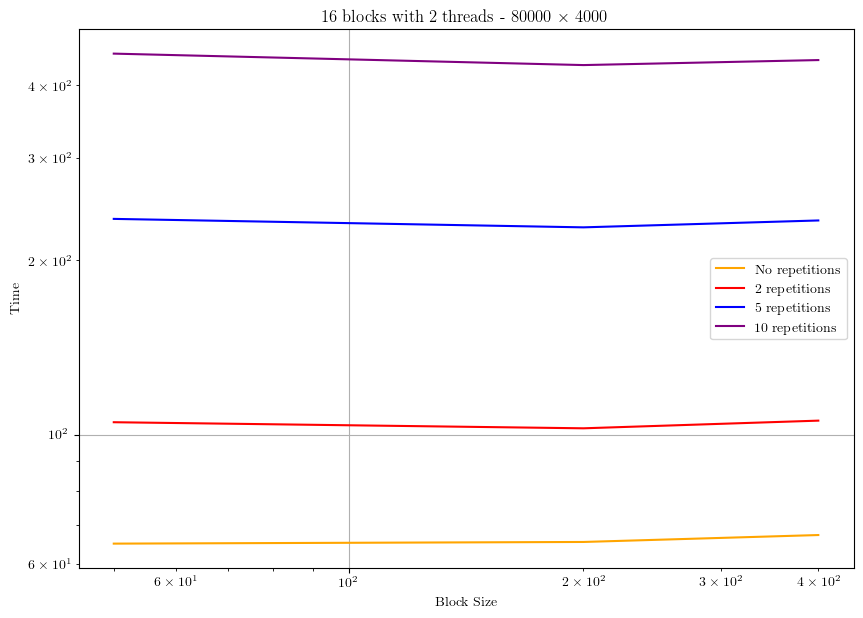 16 blocks with 2 threads - 80000 × 4000
4 × 10²
3 × 10²
2 × 10²
10²
6 × 10¹
Time
No repetitions
2 repetitions
5 repetitions
10 repetitions
6 × 10¹ 10² 2 × 10² 3 × 10² 4 × 10²
Block Size